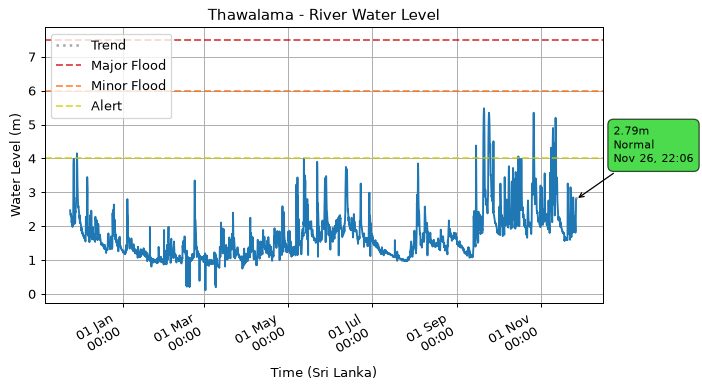 Thawalama - River Water Level
Trend
Major Flood
Minor Flood
Alert
Water Level (m)
7
6
5
4
3
2
1
0
2.79m
Normal
Nov 26, 22:06
01 Jan
00:00
01 Mar
00:00
01 May
00:00
01 Jul
00:00
01 Sep
00:00
01 Nov
00:00
Time (Sri Lanka)